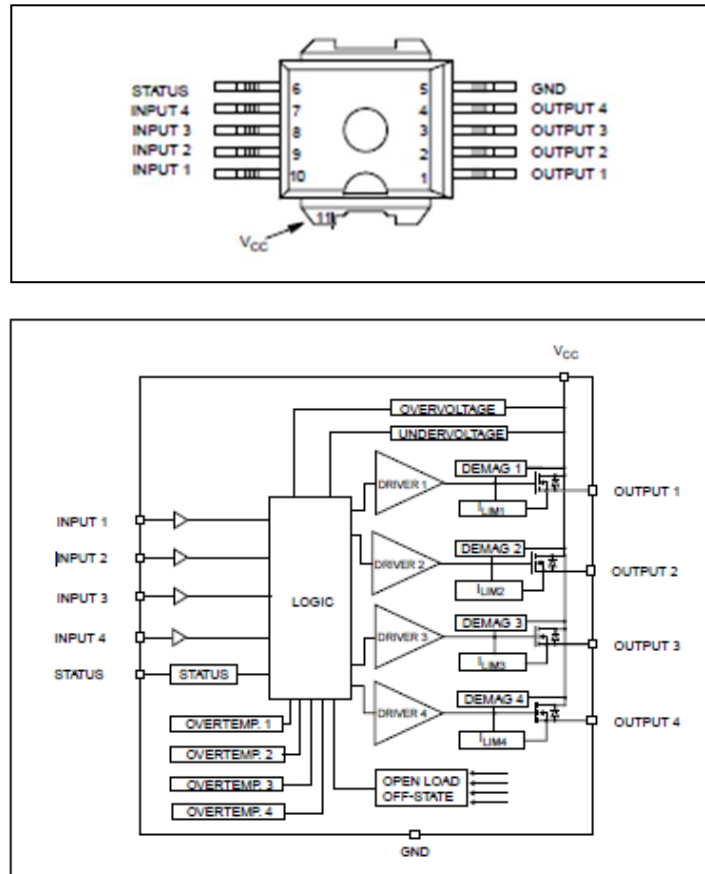 STATUS 6 5 GND
INPUT 4 7 4 OUTPUT 4
INPUT 3 8 3 OUTPUT 3
INPUT 2 9 2 OUTPUT 2
INPUT 1 10 1 OUTPUT 1
11
VCC
VCC
OVERVOLTAGE
UNDERVOLTAGE
DEMAG 1
DRIVER 1
ILIM1
OUTPUT 1
INPUT 1
DEMAG 2
INPUT 2
DRIVER 2
OUTPUT 2
ILIM2
INPUT 3
LOGIC
DEMAG 3
DRIVER 3
OUTPUT 3
INPUT 4
ILIM3
STATUS
STATUS
DEMAG 4
DRIVER 4
OUTPUT 4
OVERTEMP. 1
ILIM4
OVERTEMP. 2
OVERTEMP. 3
OPEN LOAD
OFF-STATE
OVERTEMP. 4
GND